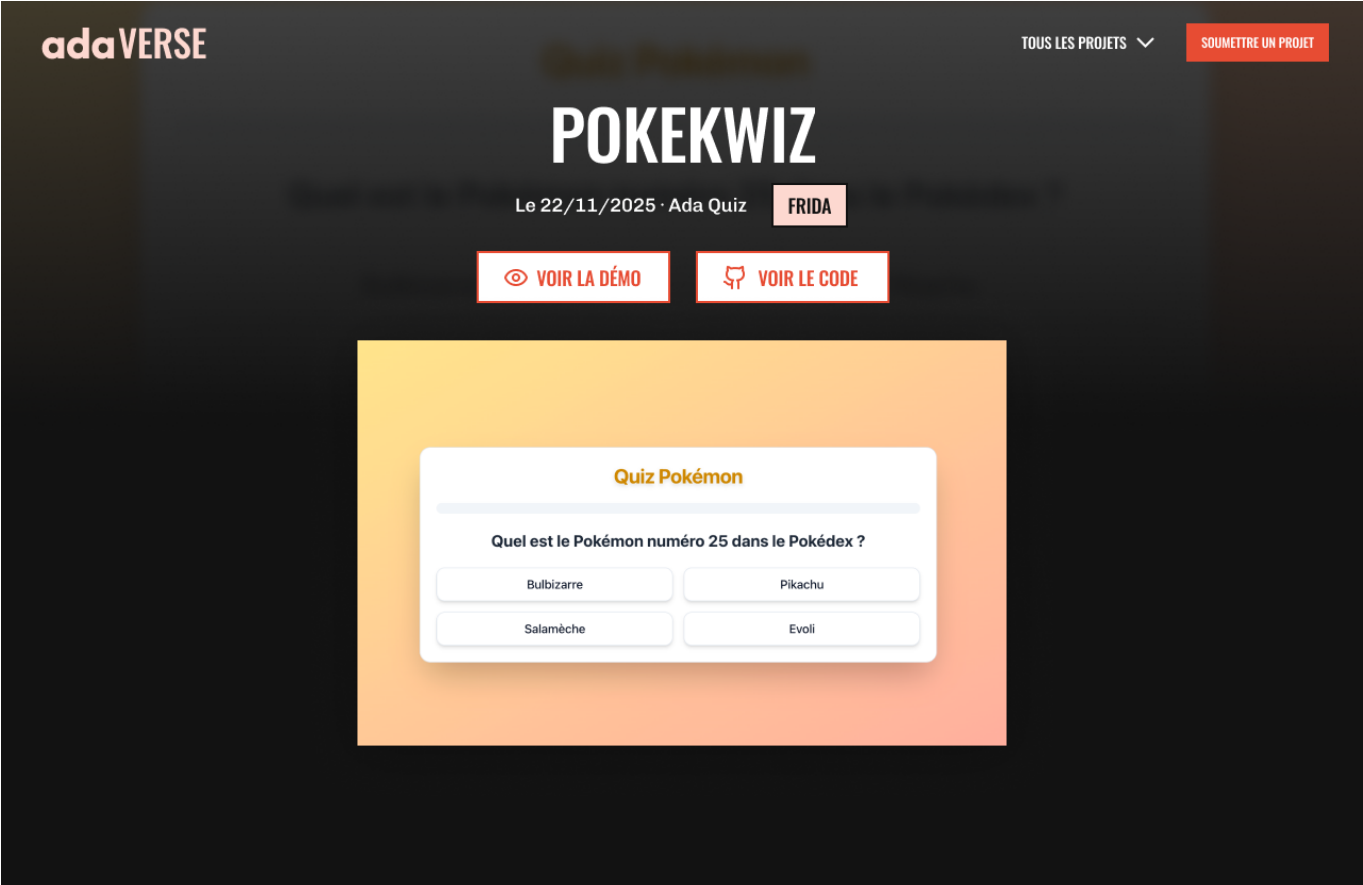 adaVERSE
TOUS LES PROJETS
SOUMETTRE UN PROJET
POKEKWIZ
Le 22/11/2025 · Ada Quiz
FRIDA
VOIR LA DÉMO
VOIR LE CODE
Quiz Pokémon
Quel est le Pokémon numéro 25 dans le Pokédex ?
Bulbizarre
Pikachu
Salamèche
Evoli